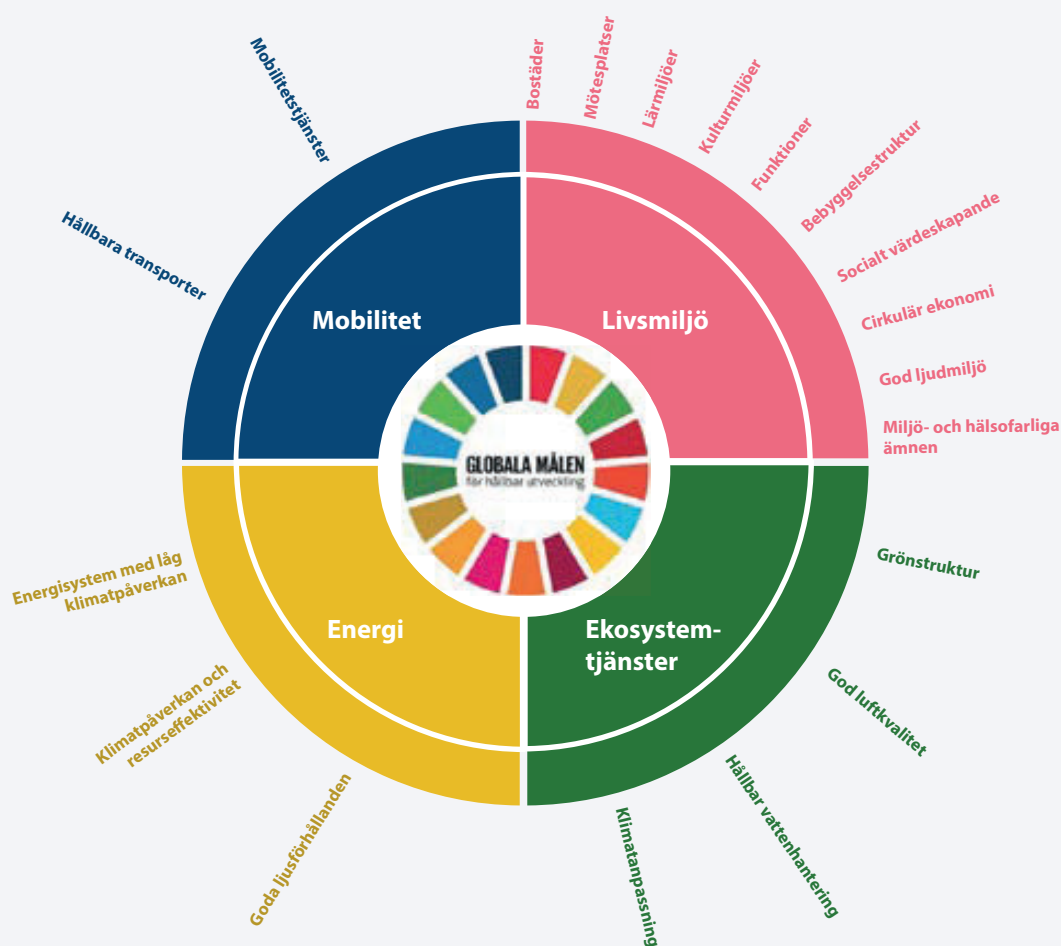 Mobilitetstjänster
Hållbara transporter
Bostäder
Mötesplatser
Lärmiljöer
Kulturmiljöer
Funktioner
Bebyggelsestruktur
Socialt värdeskapande
Cirkulär ekonomi
God ljudmiljö
Miljö- och hälsofarliga
ämnen
Mobilitet
Livsmiljö
GLOBALA MÅLEN
för hållbar utveckling
Energi
Ekosystem-
tjänster
Energisystem med låg
klimatpåverkan
Klimatpåverkan och
resurseffektivitet
Goda ljusförhållanden
Grönstruktur
God luftkvalitet
Hållbar vattenhantering
Klimatanpassning